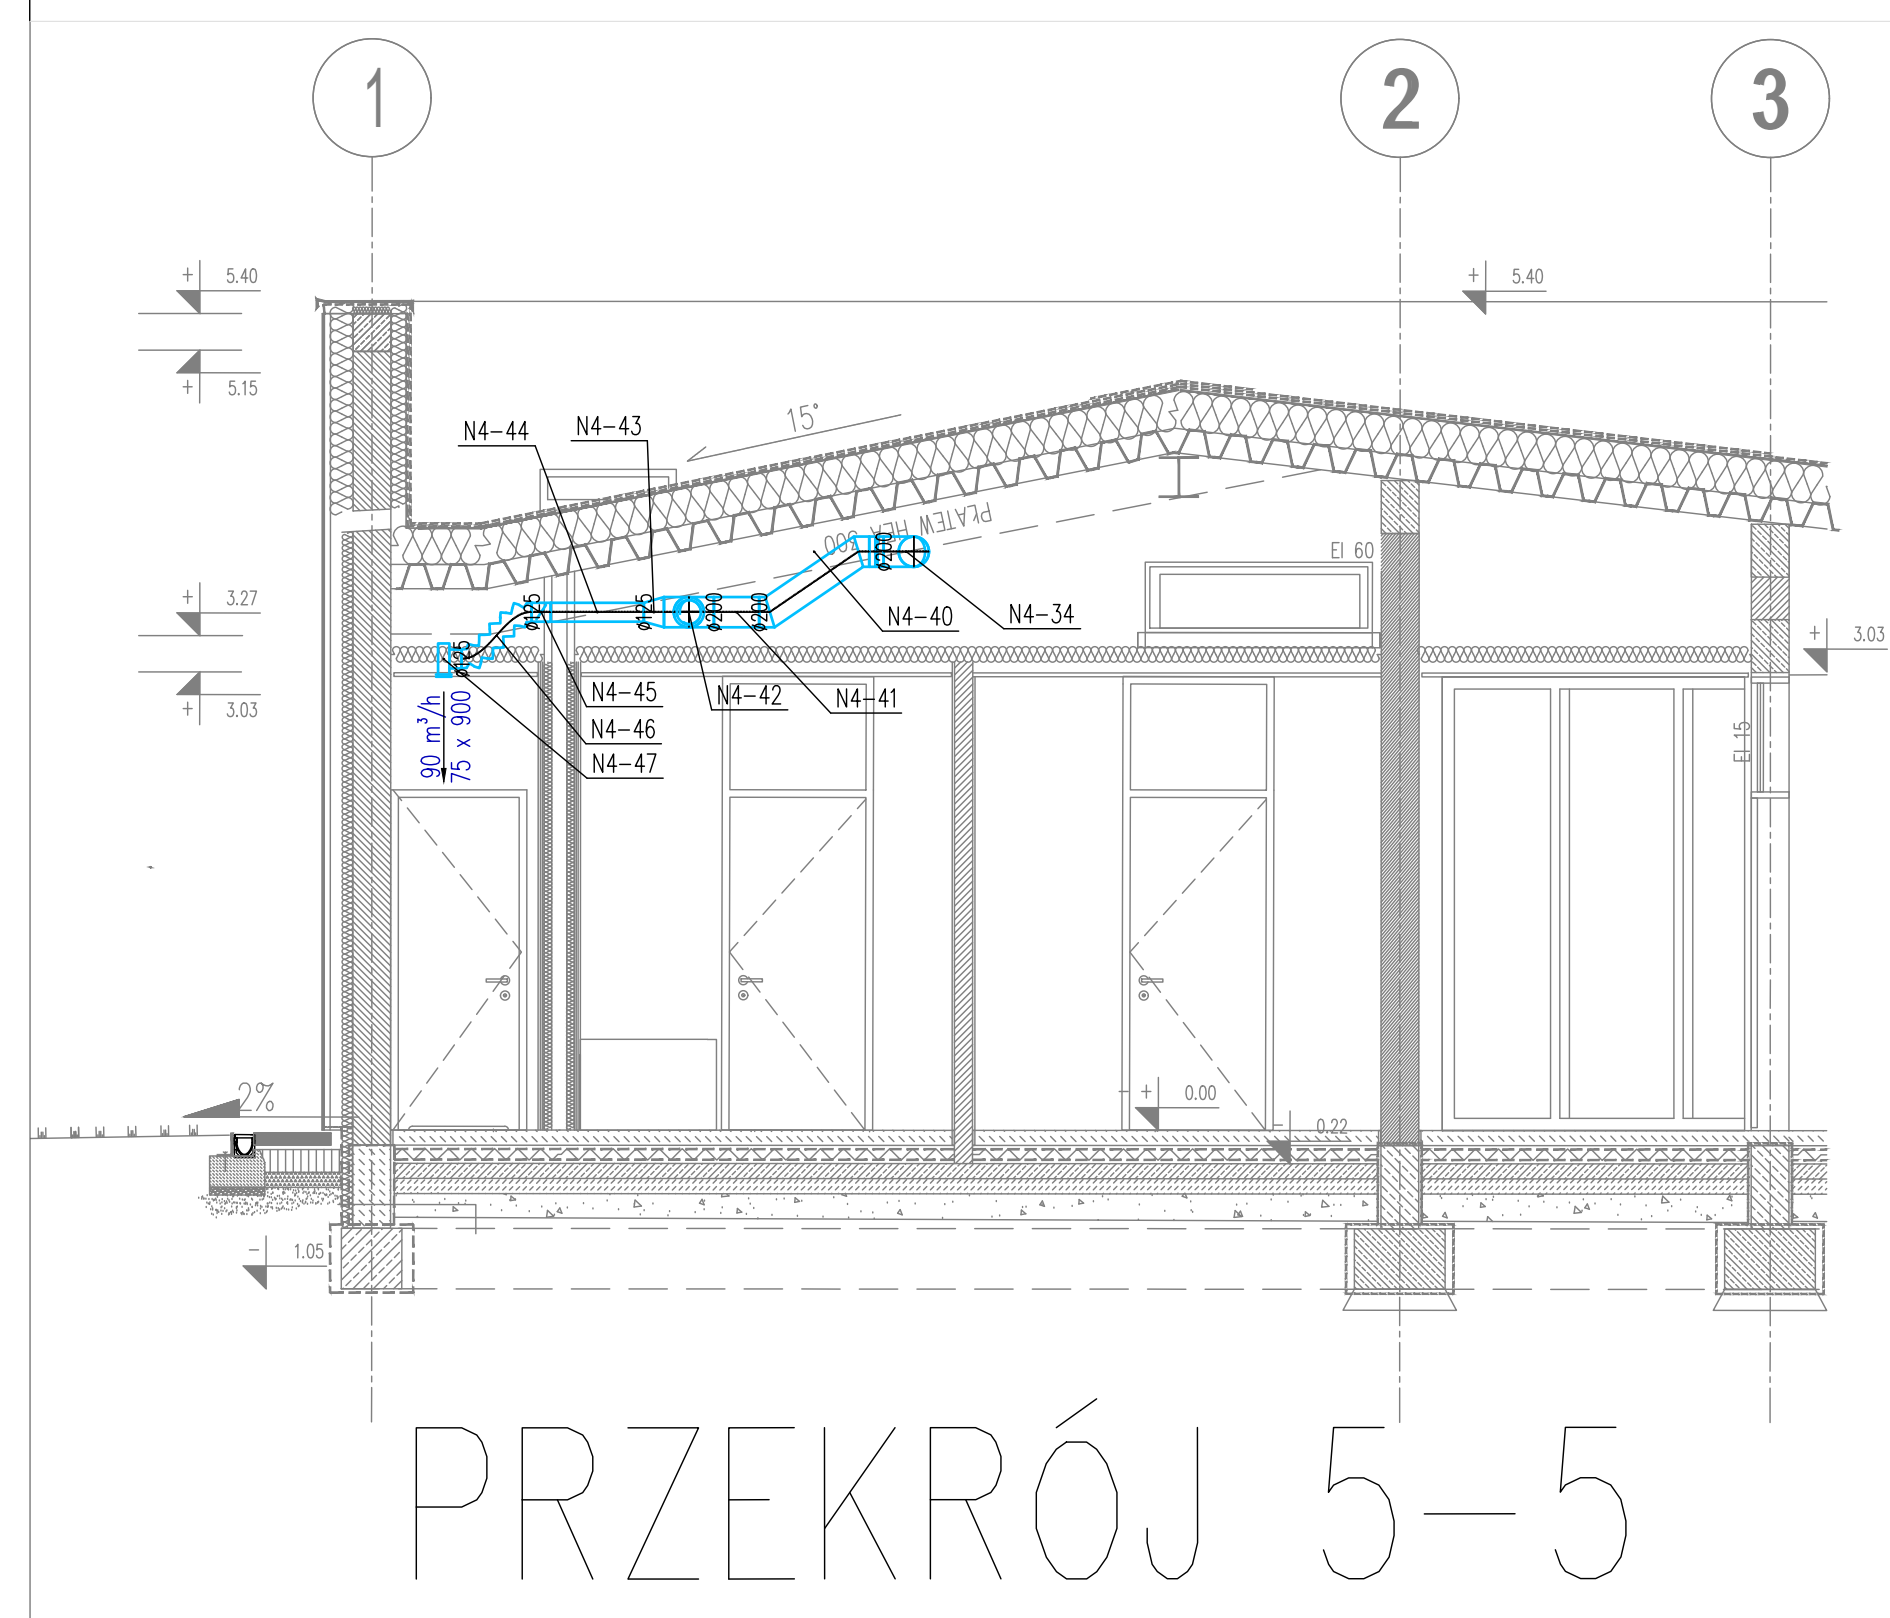 1
2
3
+ 5.40
+ 5.40
+ 5.15
15°
N4-44
N4-43
PŁATEW HEA 300
ø200
EI 60
+ 3.27
ø125
ø125
ø200
ø200
N4-40
N4-34
+ 3.03
ø125
N4-45
N4-42
N4-41
+ 3.03
90 m³/h
75 x 900
N4-46
N4-47
EI 15
2%
- + 0.00
- 0.22
- 1.05
PRZEKRÓJ 5-5